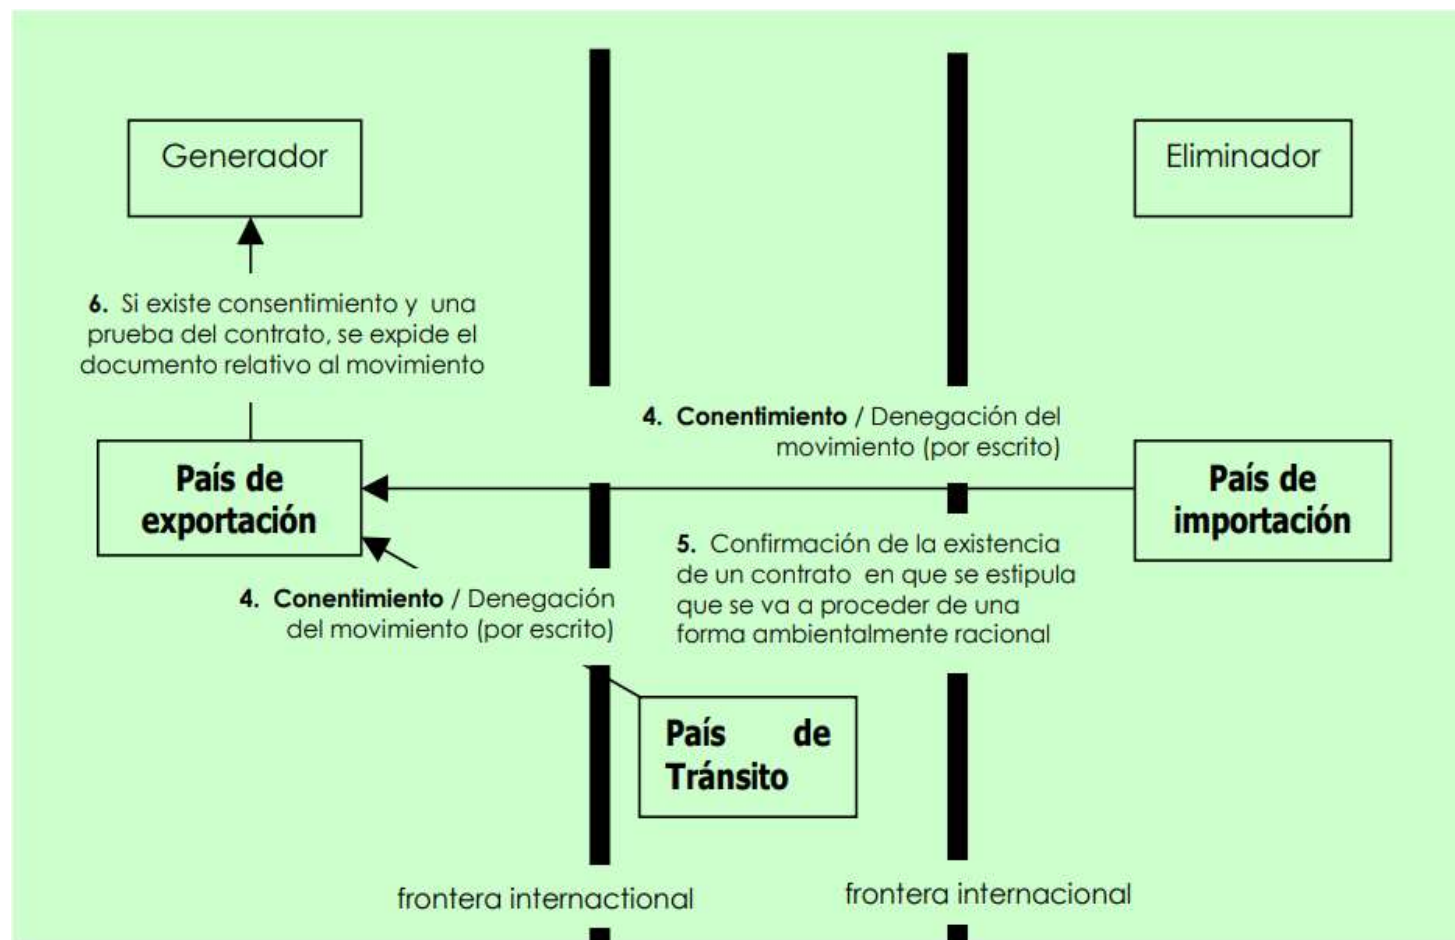 Generador
Eliminador
6. Si existe consentimiento y una
prueba del contrato, se expide el
documento relativo al movimiento
4. Conentimiento / Denegación del
movimiento (por escrito)
País de
exportación
País de
importación
5. Confirmación de la existencia
de un contrato en que se estipula
que se va a proceder de una
forma ambientalmente racional
4. Conentimiento / Denegación
del movimiento (por escrito)
País de
Tránsito
frontera internactional
frontera internacional